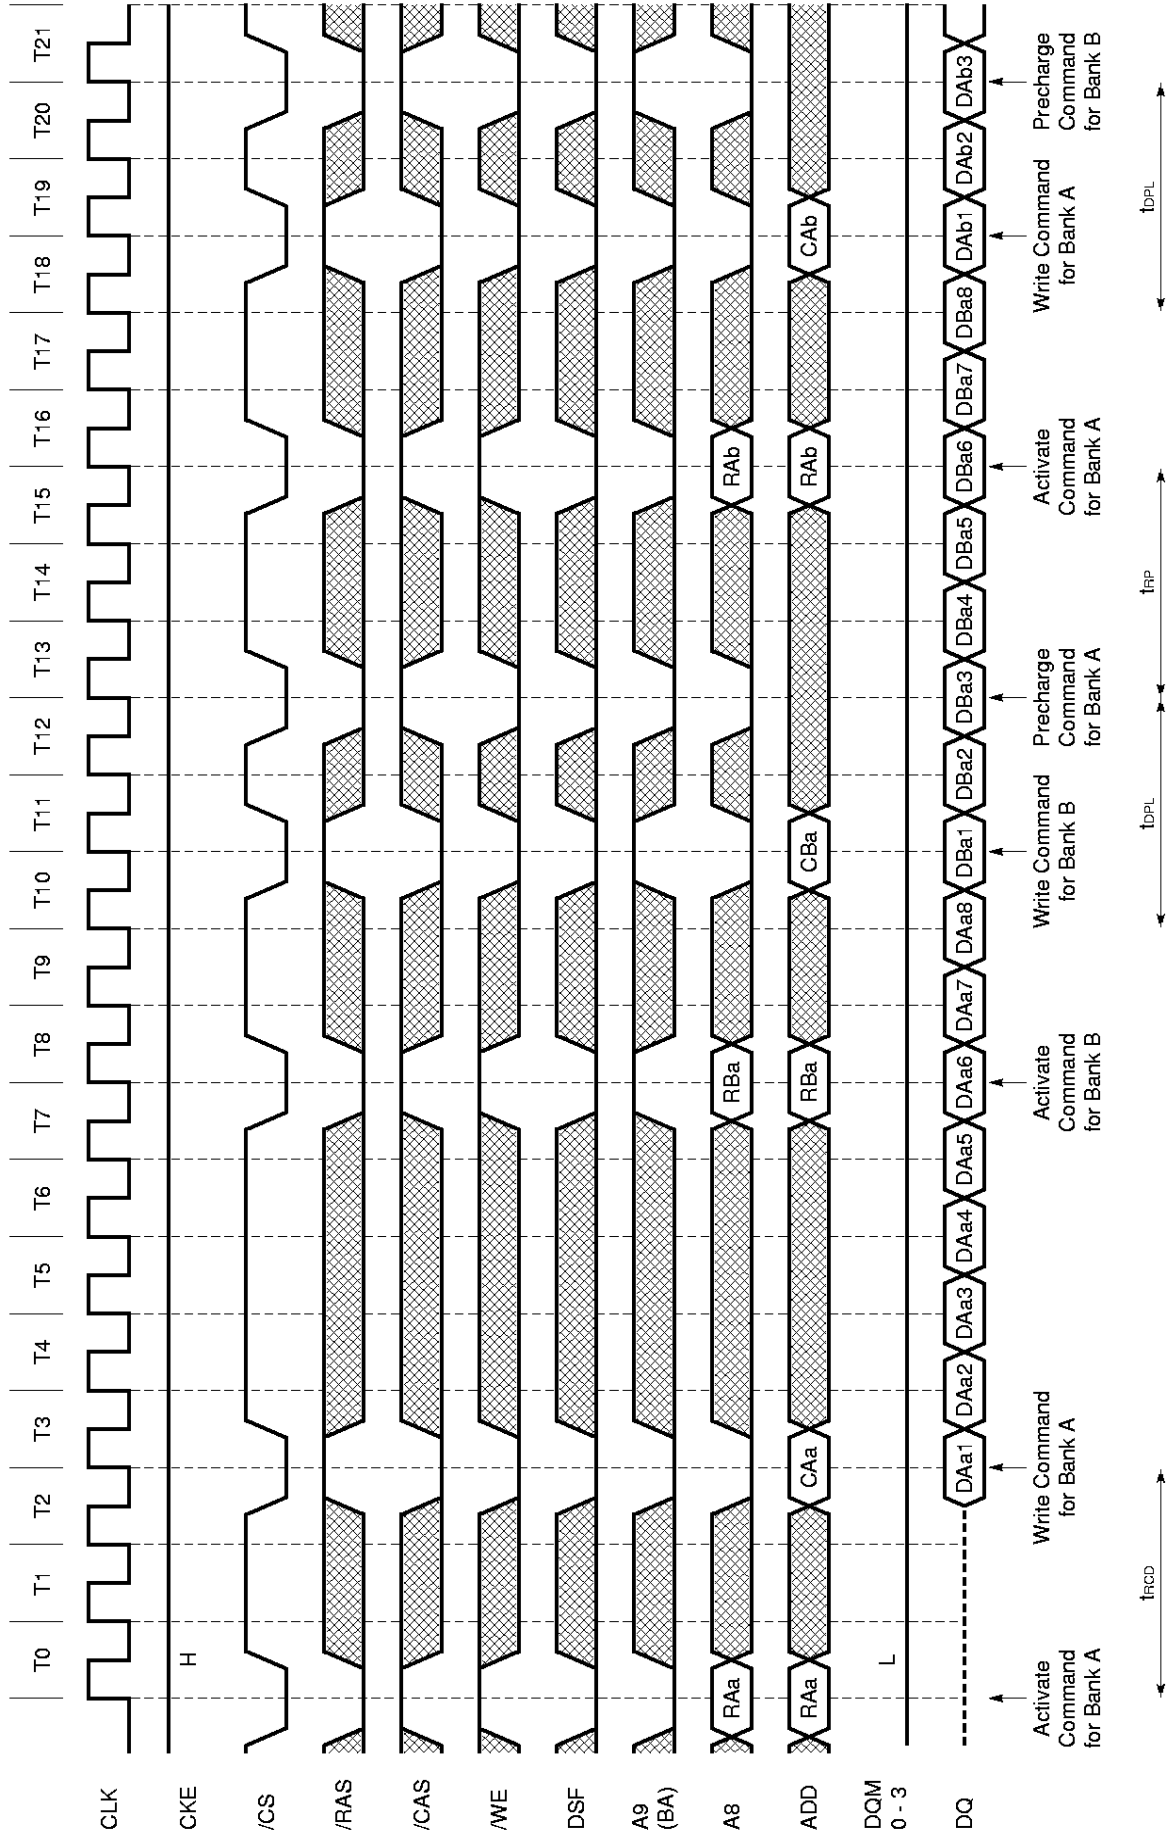 T0 T1 T2 T3 T4 T5 T6 T7 T8 T9 T10 T11 T12 T13 T14 T15 T16 T17 T18 T19 T20 T21
CLK
CKE
H
/CS
/RAS
/CAS
/WE
DSF
A9
(BA)
A8
RAa RBa RAb
ADD
RAa CAa RBa CBa RAb CAb
DQM
0 - 3
L
DQ
DAa1 DAa2 DAa3 DAa4 DAa5 DAa6 DAa7 DAa8 DBa1 DBa2 DBa3 DBa4 DBa5 DBa6 DBa7 DBa8 DAb1 DAb2 DAb3
Activate
Command
for Bank A
Write Command
for Bank A
Activate
Command
for Bank B
Write Command
for Bank B
Precharge
Command
for Bank A
Activate
Command
for Bank A
Write Command
for Bank A
Precharge
Command
for Bank B
tRCD
tDPL
tRP
tDPL